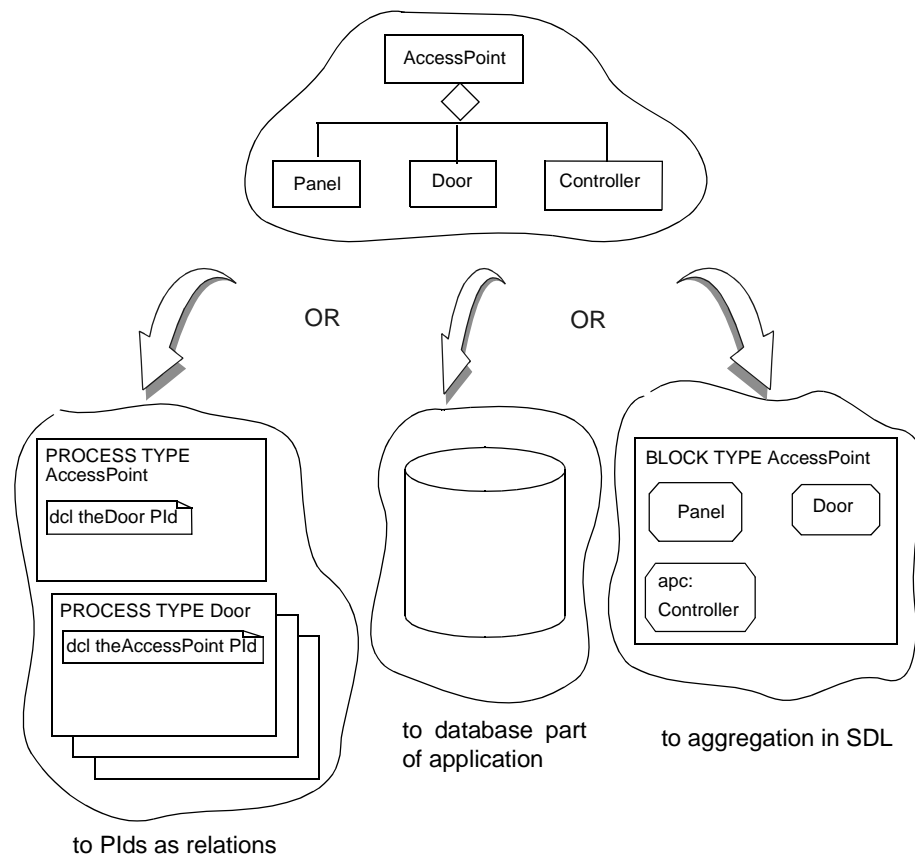 AccessPoint
Panel
Door
Controller
OR
OR
PROCESS TYPE
AccessPoint
dcl theDoor PId
PROCESS TYPE Door
dcl theAccessPoint PId
to PIds as relations
to database part
of application
BLOCK TYPE AccessPoint
Panel
Door
apc:
Controller
to aggregation in SDL